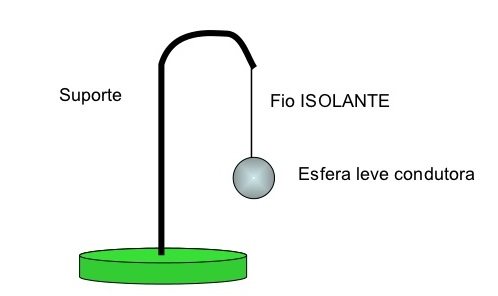 Suporte
Fio ISOLANTE
Esfera leve condutora